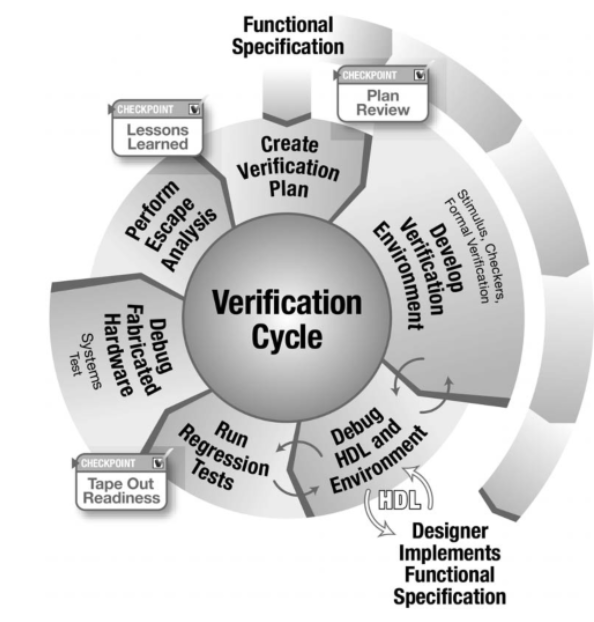 Functional
Specification
CHECKPOINT
Plan
Review
CHECKPOINT
Lessons
Learned
Create
Verification
Plan
Stimulus, Checkers,
Formal Verification
Develop
Verification
Environment
Perform
Escape
Analysis
Verification
Cycle
Debug
Fabricated
Hardware
Systems
Test
Run
Regression
Tests
Debug
HDL and
Environment
CHECKPOINT
Tape Out
Readiness
HDL
Designer
Implements
Functional
Specification